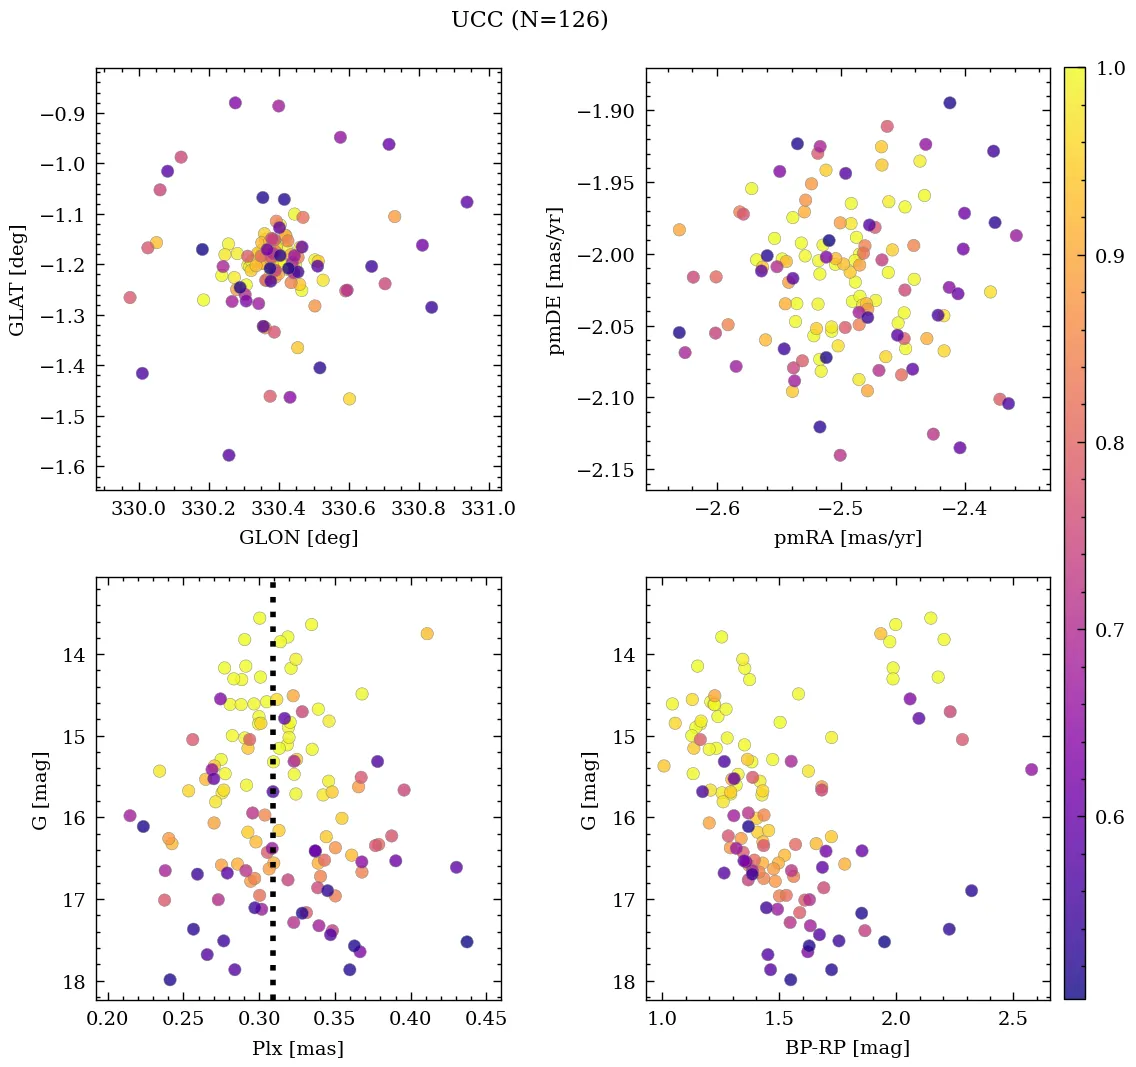 UCC (N=126)
−0.9
−1.0
−1.1
−1.2
−1.3
−1.4
−1.5
−1.6
GLAT [deg]
330.0 330.2 330.4 330.6 330.8 331.0
GLON [deg]
−1.90
−1.95
−2.00
−2.05
−2.10
−2.15
pmDE [mas/yr]
−2.6 −2.5 −2.4
pmRA [mas/yr]
1.0
0.9
0.8
0.7
0.6
14
15
16
17
18
G [mag]
0.20 0.25 0.30 0.35 0.40 0.45
Plx [mas]
14
15
16
17
18
G [mag]
1.0 1.5 2.0 2.5
BP-RP [mag]